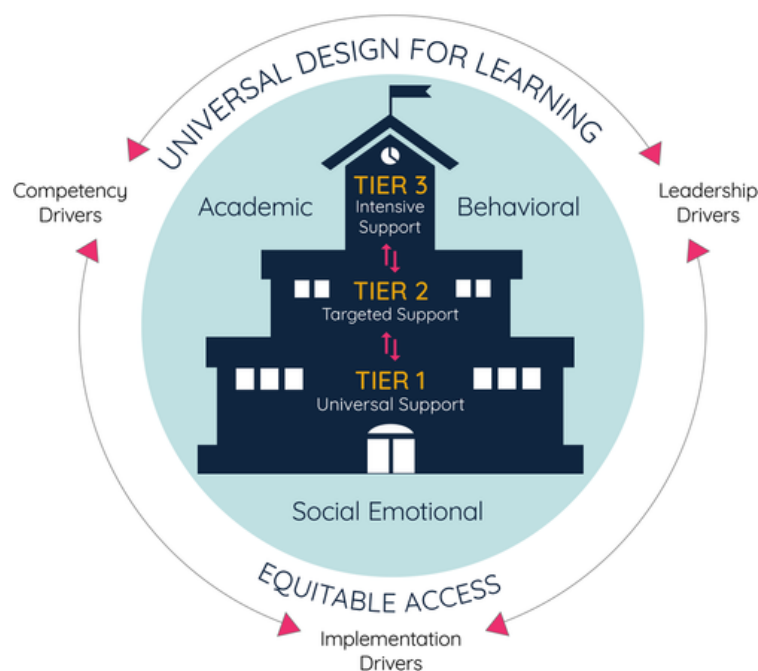 UNIVERSAL DESIGN FOR LEARNING
Competency
Drivers
Leadership
Drivers
Academic
Behavioral
TIER 3
Intensive
Support
TIER 2
Targeted Support
TIER 1
Universal Support
Social Emotional
EQUITABLE ACCESS
Implementation
Drivers